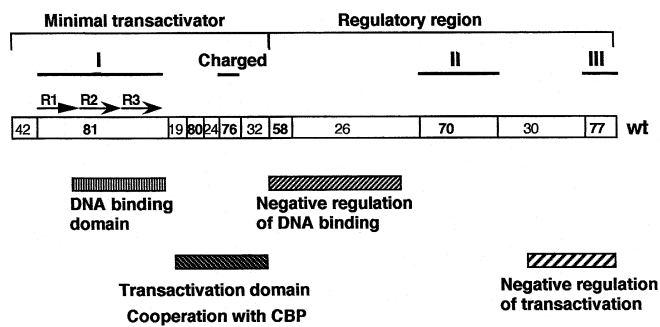 Minimal transactivator Regulatory region
I Charged II III
R1 R2 R3
42 81 19 80 24 76 32 58 26 70 30 77 wt
DNA binding
domain
Negative regulation
of DNA binding
Transactivation domain
Cooperation with CBP
Negative regulation
of transactivation